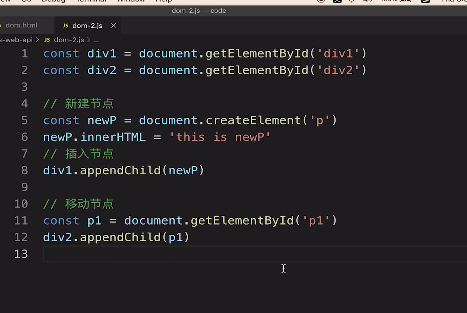 Debug Terminal Window Help
dom-2.js — code
dom.html
JS dom-2.js ×
s-web-api > JS dom-2.js > ...
1 const div1 = document.getElementById('div1')
2 const div2 = document.getElementById('div2')
3
4 // 新建节点
5 const newP = document.createElement('p')
6 newP.innerHTML = 'this is newP'
7 // 插入节点
8 div1.appendChild(newP)
9
10 // 移动节点
11 const p1 = document.getElementById('p1')
12 div2.appendChild(p1)
13